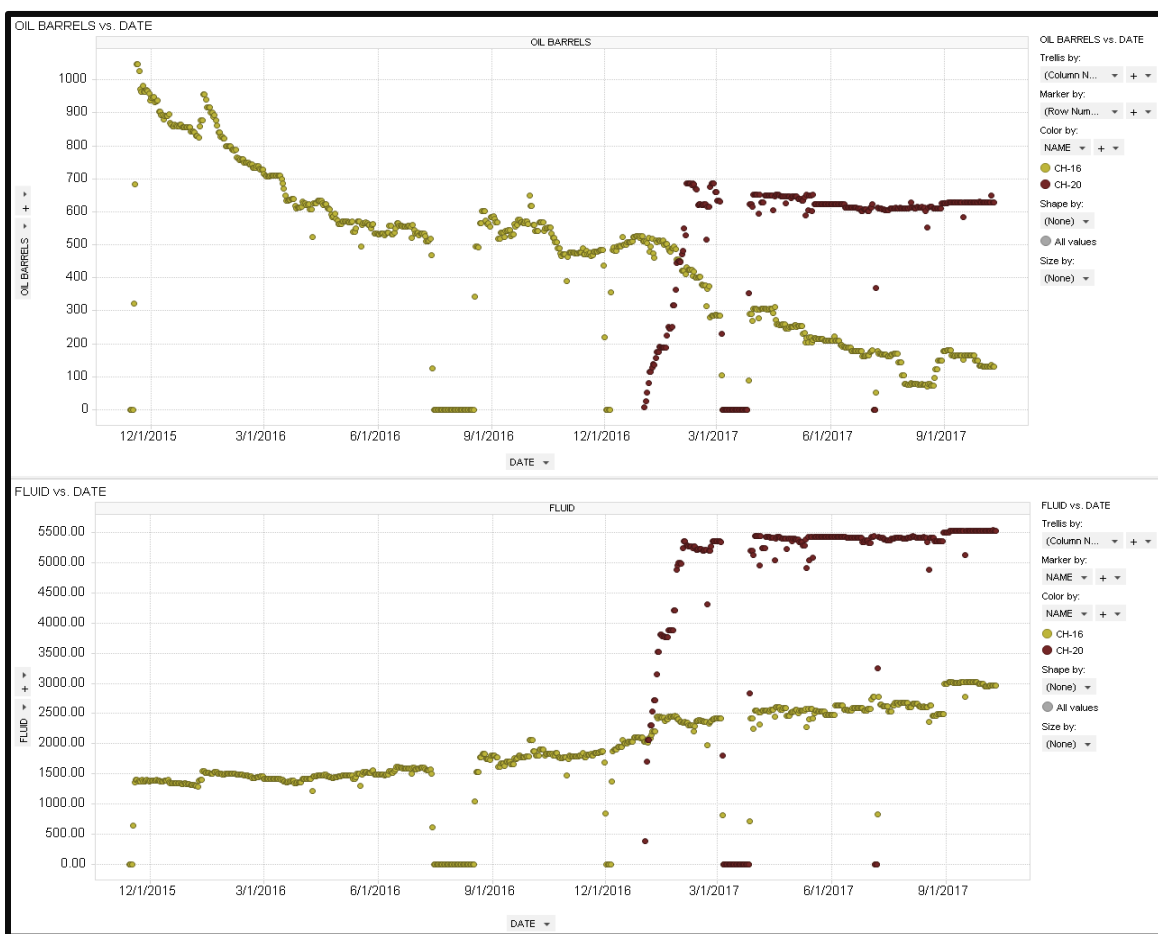 OIL BARRELS vs. DATE
OIL BARRELS
1000
900
800
700
600
500
400
300
200
100
0
OIL BARRELS
+
12/1/2015 3/1/2016 6/1/2016 9/1/2016 12/1/2016 3/1/2017 6/1/2017 9/1/2017
DATE
OIL BARRELS vs. DATE
Trellis by:
(Column N... +
Marker by:
(Row Num... +
Color by:
NAME +
CH-16
CH-20
Shape by:
(None)
All values
Size by:
(None)
FLUID vs. DATE
FLUID
5500.00
5000.00
4500.00
4000.00
3500.00
3000.00
2500.00
2000.00
1500.00
1000.00
500.00
0.00
FLUID
+
12/1/2015 3/1/2016 6/1/2016 9/1/2016 12/1/2016 3/1/2017 6/1/2017 9/1/2017
DATE
FLUID vs. DATE
Trellis by:
(Column N... +
Marker by:
NAME +
Color by:
NAME +
CH-16
CH-20
Shape by:
(None)
All values
Size by:
(None)